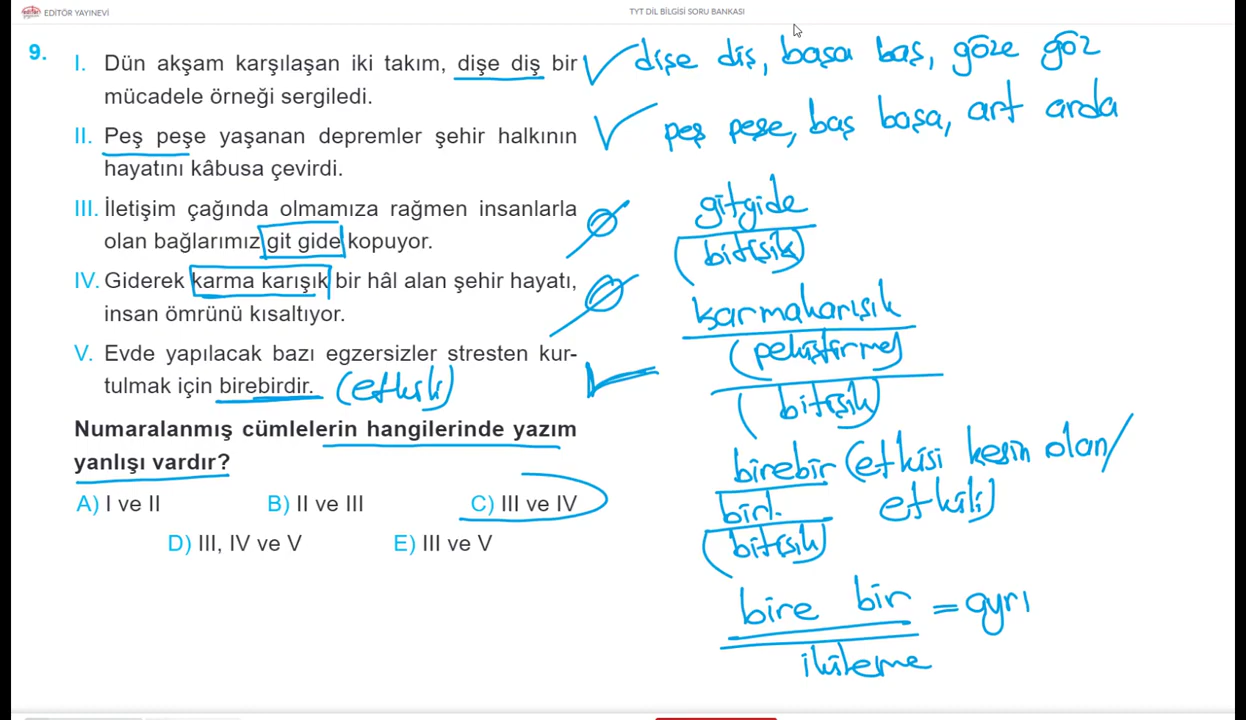 editör EDİTÖR YAYINEVİ
TYT DİL BİLGİSİ SORU BANKASI
9.
I. Dün akşam karşılaşan iki takım, dişe diş bir
mücadele örneği sergiledi.
II. Peş peşe yaşanan depremler şehir halkının
hayatını kâbusa çevirdi.
III. İletişim çağında olmamıza rağmen insanlarla
olan bağlarımız git gide kopuyor.
IV. Giderek karma karışık bir hâl alan şehir hayatı,
insan ömrünü kısaltıyor.
V. Evde yapılacak bazı egzersizler stresten kur-
tulmak için birebirdir. (etkili)
Numaralanmış cümlelerin hangilerinde yazım
yanlışı vardır?
A) I ve II B) II ve III C) III ve IV
D) III, IV ve V E) III ve V
dişe diş, başa baş, göze göz
peş peşe, baş başa, art arda
gitgide
(bitişik)
karmakarışık
(pekiştirme)
(bitişik)
birebir (etkisi kesin olan/
etkili)
birl.
(bitişik)
bire bir = ayrı
ikileme